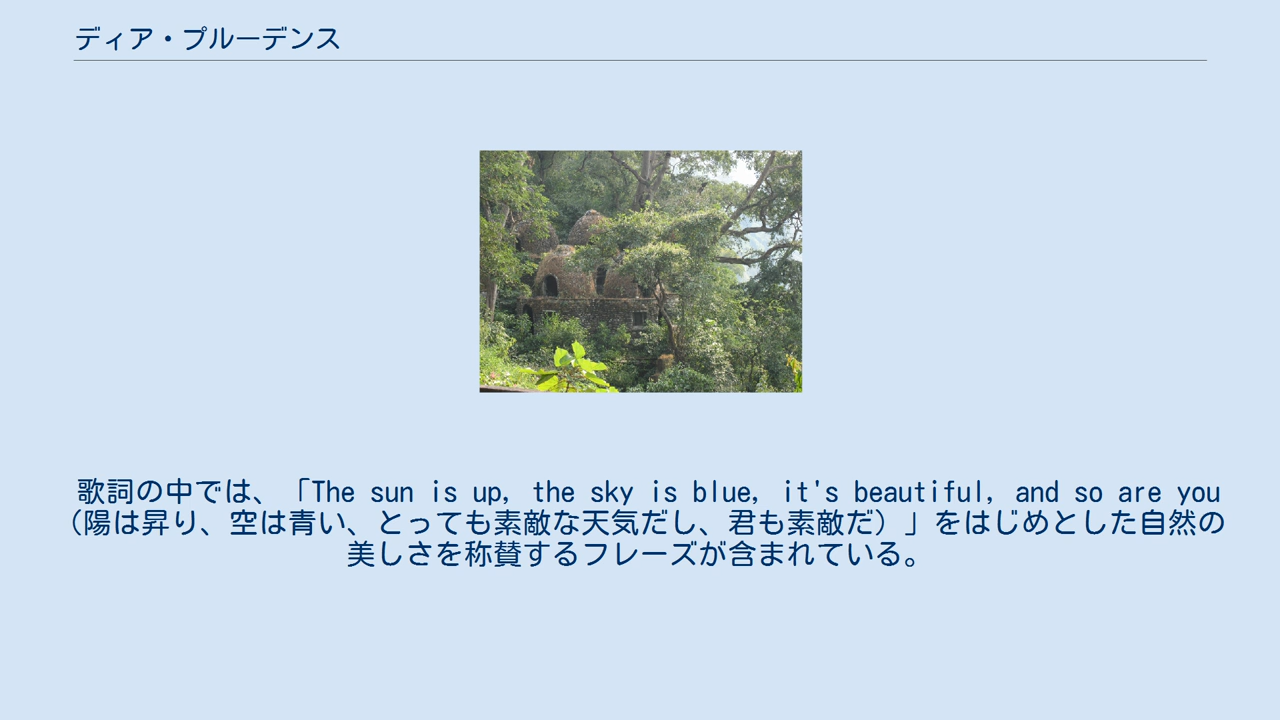 ディア・プルーデンス
歌詞の中では、「The sun is up, the sky is blue, it's beautiful, and so are you
（陽は昇り、空は青い、とっても素敵な天気だし、君も素敵だ）」をはじめとした自然の
美しさを称賛するフレーズが含まれている。